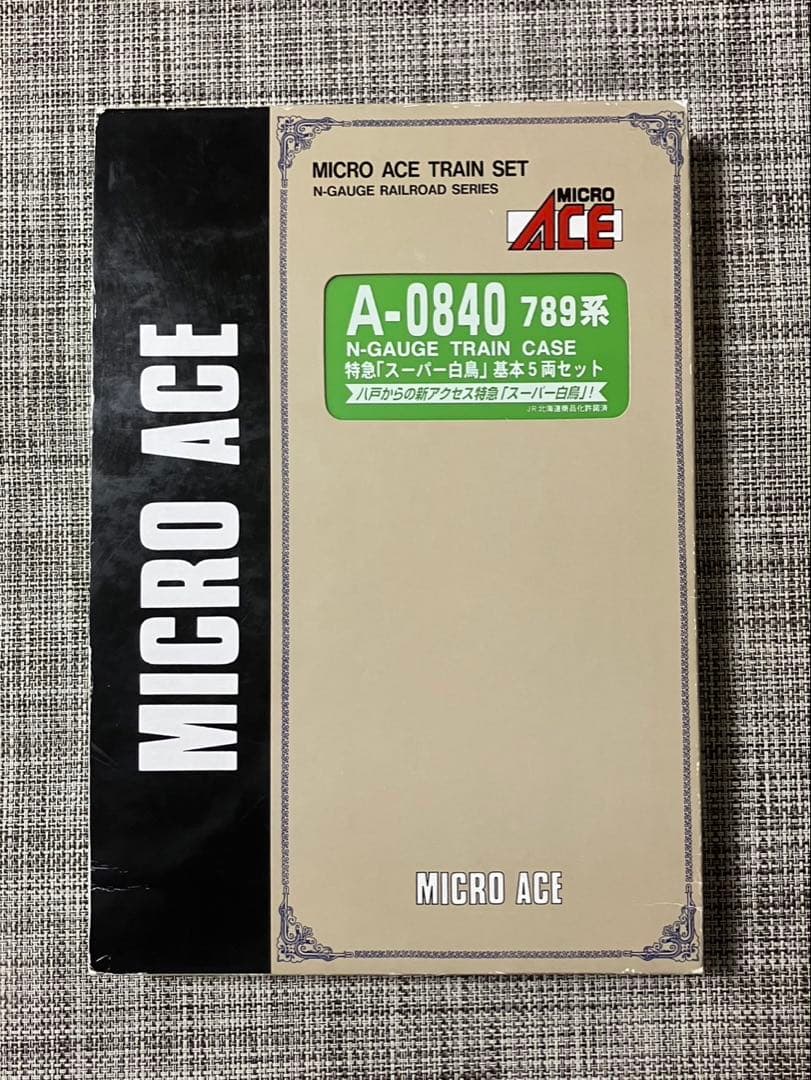 MICRO ACE
MICRO ACE TRAIN SET
N-GAUGE RAILROAD SERIES
MICRO
ACE
A-0840 789系
N-GAUGE TRAIN CASE
特急「スーパー白鳥」基本5両セット
八戸からの新アクセス特急「スーパー白鳥」!
JR北海道商品化許諾済
MICRO ACE